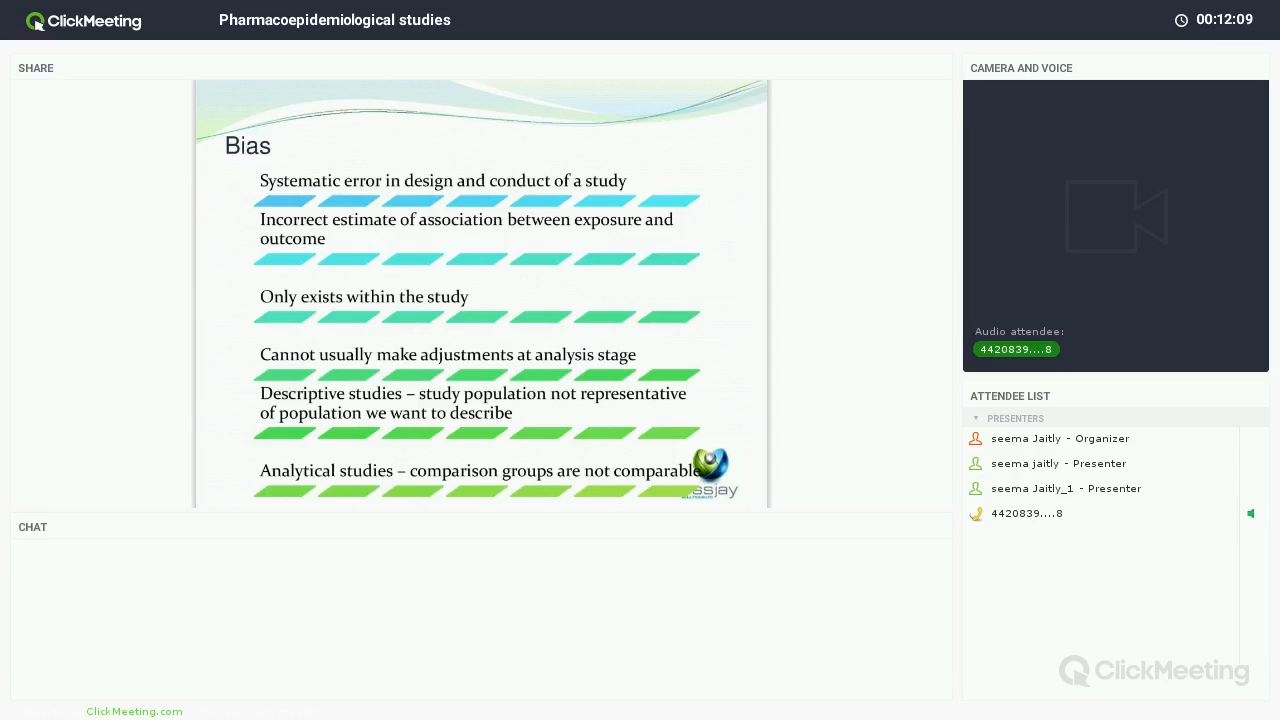 ClickMeeting
Pharmacoepidemiological studies
00:12:09
SHARE
Bias
Systematic error in design and conduct of a study
Incorrect estimate of association between exposure and
outcome
Only exists within the study
Cannot usually make adjustments at analysis stage
Descriptive studies – study population not representative
of population we want to describe
Analytical studies – comparison groups are not comparable
CHAT
CAMERA AND VOICE
Audio attendee:
4420839....8
ATTENDEE LIST
PRESENTERS
seema Jaitly - Organizer
seema jaitly - Presenter
seema Jaitly_1 - Presenter
4420839....8
ClickMeeting
ClickMeeting.com